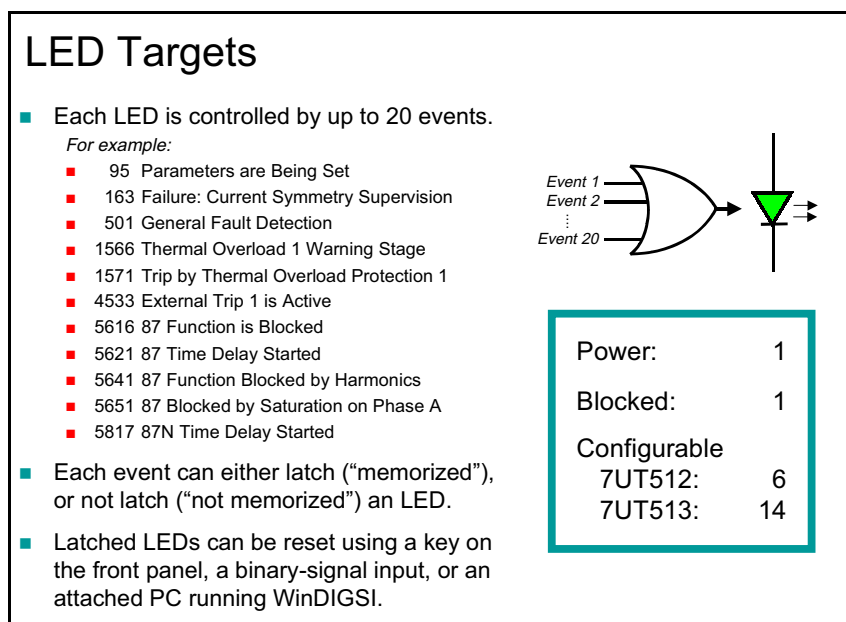 LED Targets
Each LED is controlled by up to 20 events.
For example:
95 Parameters are Being Set
163 Failure: Current Symmetry Supervision
501 General Fault Detection
1566 Thermal Overload 1 Warning Stage
1571 Trip by Thermal Overload Protection 1
4533 External Trip 1 is Active
5616 87 Function is Blocked
5621 87 Time Delay Started
5641 87 Function Blocked by Harmonics
5651 87 Blocked by Saturation on Phase A
5817 87N Time Delay Started
Each event can either latch (“memorized”),
or not latch (“not memorized”) an LED.
Latched LEDs can be reset using a key on
the front panel, a binary-signal input, or an
attached PC running WinDIGSI.
Event 1
Event 2
Event 20
Power: 1
Blocked: 1
Configurable
7UT512: 6
7UT513: 14